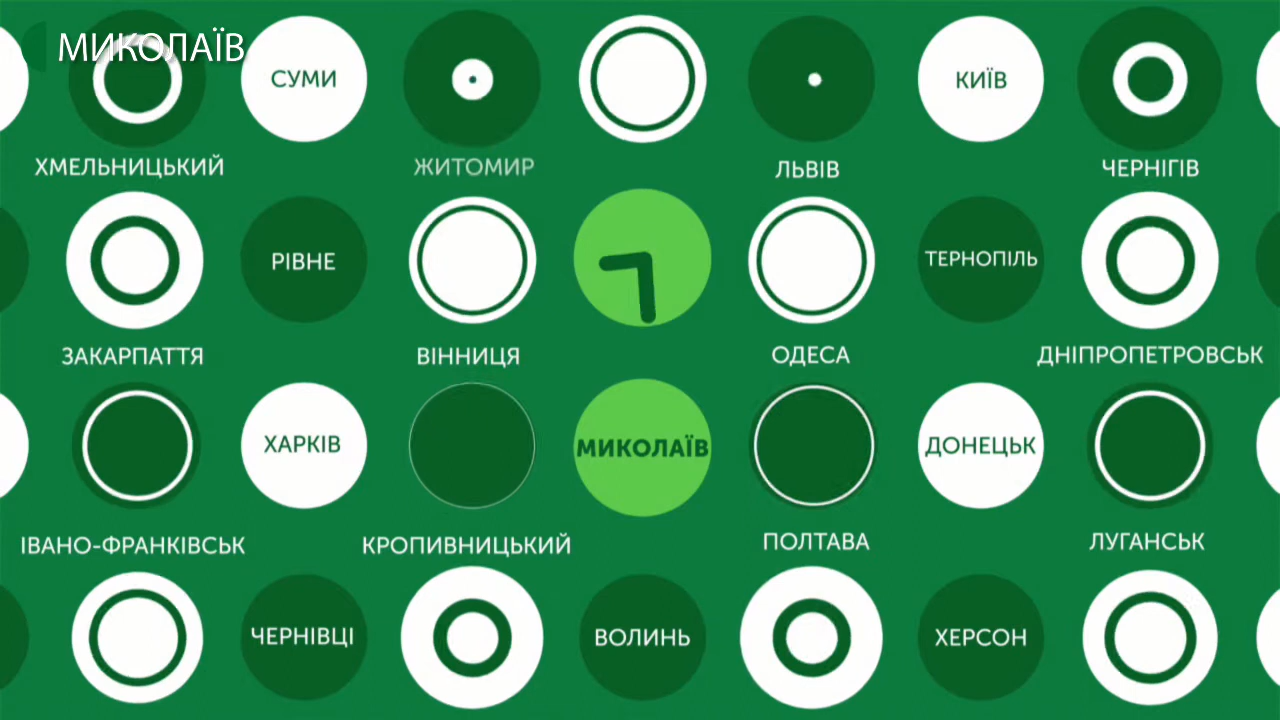 МИКОЛАЇВ
СУМИ
КИЇВ
ХМЕЛЬНИЦЬКИЙ
ЖИТОМИР
ЛЬВІВ
ЧЕРНІГІВ
РІВНЕ
ТЕРНОПІЛЬ
ЗАКАРПАТТЯ
ВІННИЦЯ
ОДЕСА
ДНІПРОПЕТРОВСЬК
ХАРКІВ
МИКОЛАЇВ
ДОНЕЦЬК
ІВАНО-ФРАНКІВСЬК
КРОПИВНИЦЬКИЙ
ПОЛТАВА
ЛУГАНСЬК
ЧЕРНІВЦІ
ВОЛИНЬ
ХЕРСОН